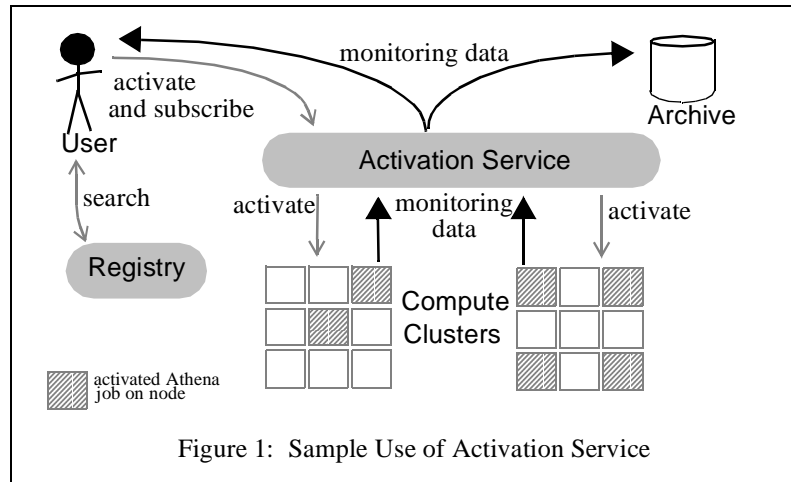 monitoring data
activate
and subscribe
User
Archive
Activation Service
search
activate
monitoring
data
activate
Registry
Compute
Clusters
activated Athena
job on node
Figure 1: Sample Use of Activation Service